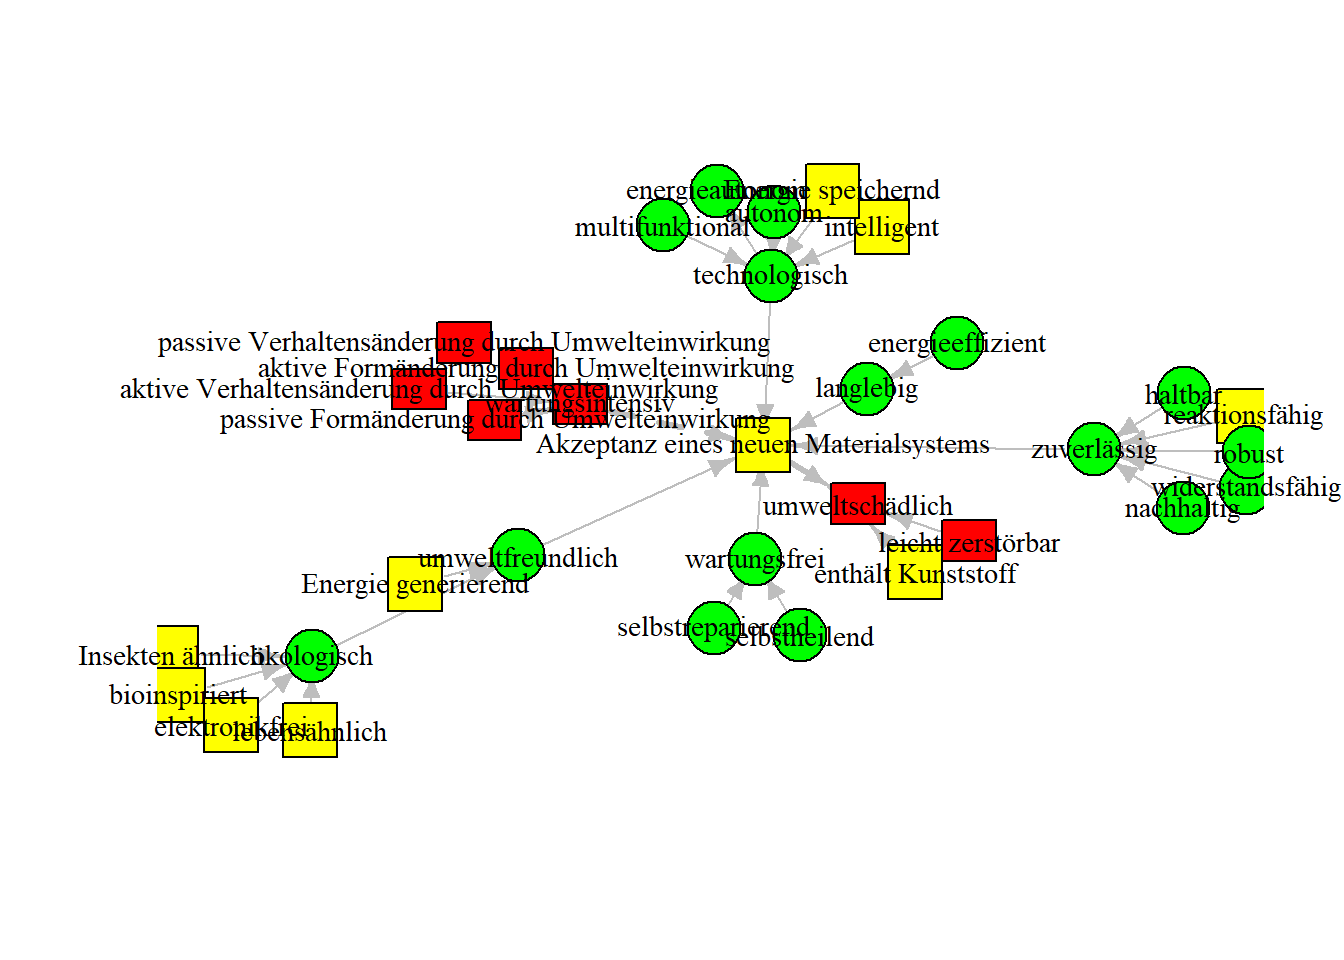 energieautonom
Energie speichernd
autonom
multifunktional
intelligent
technologisch
passive Verhaltensänderung durch Umwelteinwirkung
energieeffizient
aktive Formänderung durch Umwelteinwirkung
aktive Verhaltensänderung durch Umwelteinwirkung
langlebig
haltbar
wartungsintensiv
reaktionsfähig
passive Formänderung durch Umwelteinwirkung
Akzeptanz eines neuen Materialsystems
zuverlässig
robust
widerstandsfähig
umweltschädlich
nachhaltig
leicht zerstörbar
umweltfreundlich
wartungsfrei
enthält Kunststoff
Energie generierend
selbstreparierend
selbstheilend
Insekten ähnlich
ökologisch
bioinspiriert
elektronikfrei
lebensähnlich